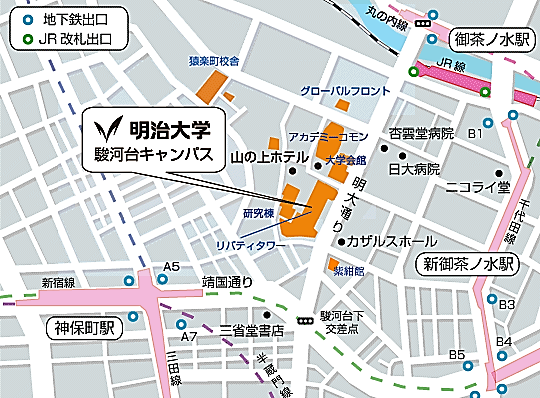 地下鉄出口
JR改札出口
丸の内線
御茶ノ水駅
JR線
猿楽町校舎
グローバルフロント
B1
明治大学
駿河台キャンパス
アカデミーコモン
杏雲堂病院
山の上ホテル
大学会館
日大病院
ニコライ堂
明大通り
千代田線
研究棟
リバティタワー
カザルスホール
紫紺館
新御茶ノ水駅
新宿線
A5
靖国通り
B3
神保町駅
A7
三省堂書店
駿河台下
交差点
三田線
半蔵門線
B4
B5